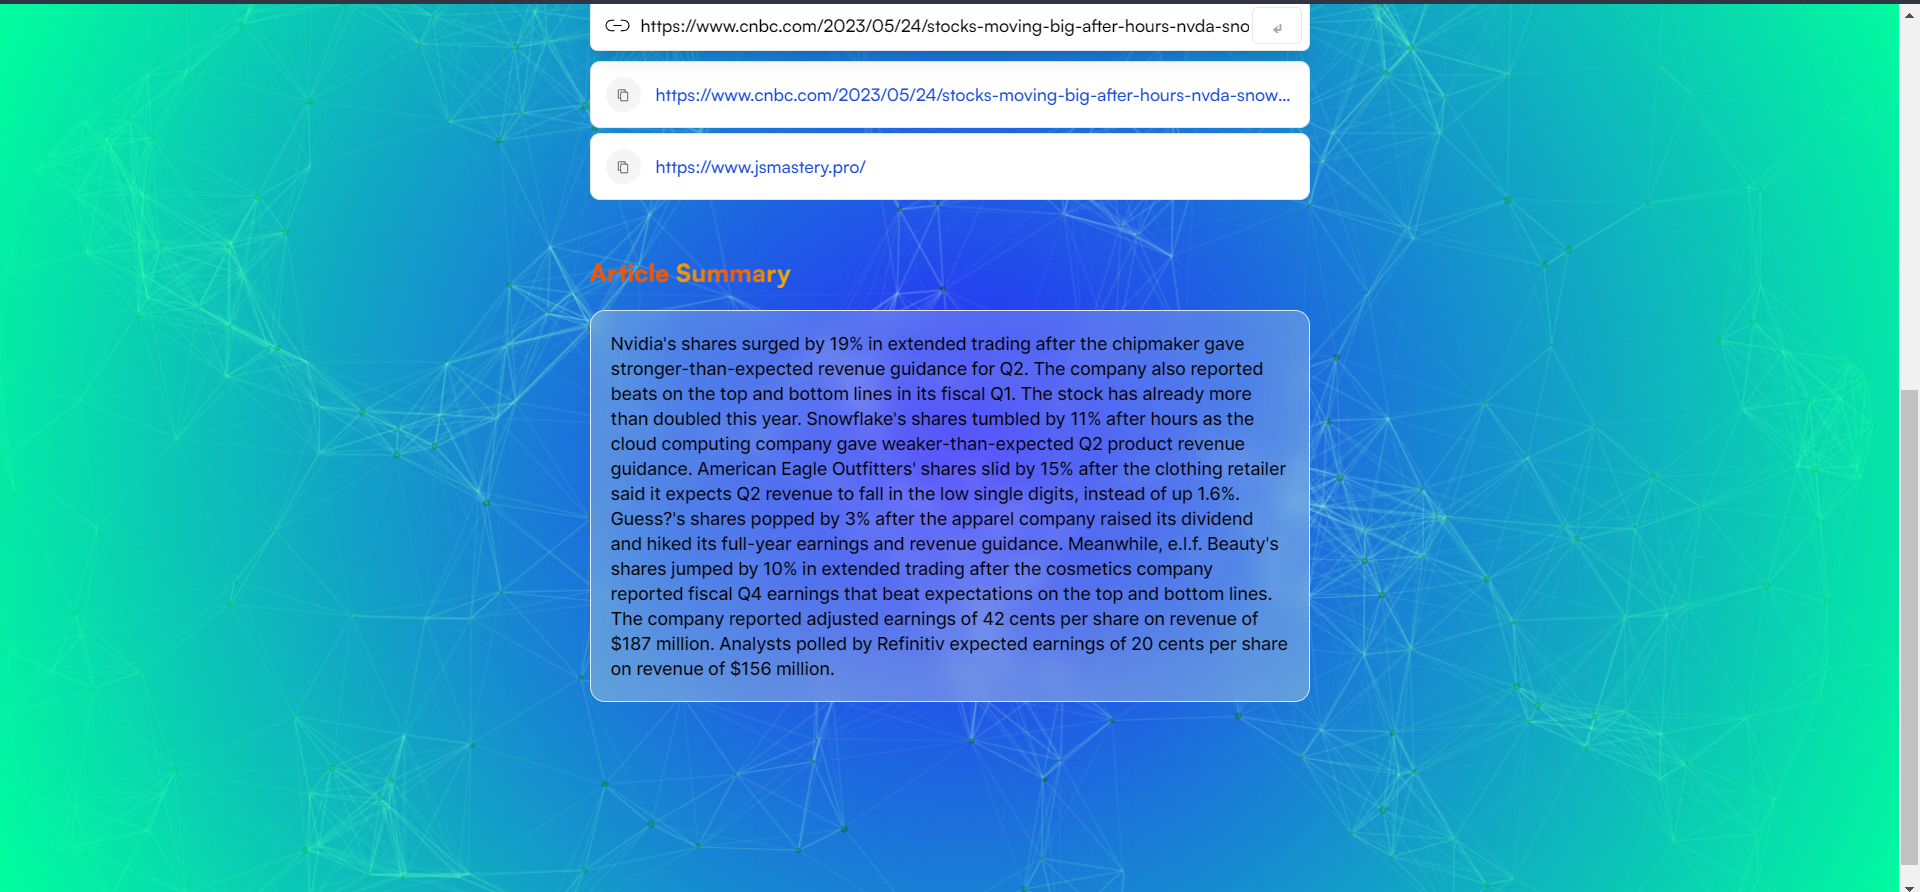 https://www.cnbc.com/2023/05/24/stocks-moving-big-after-hours-nvda-sno
https://www.cnbc.com/2023/05/24/stocks-moving-big-after-hours-nvda-snow...
https://www.jsmastery.pro/
Article Summary
Nvidia's shares surged by 19% in extended trading after the chipmaker gave
stronger-than-expected revenue guidance for Q2. The company also reported
beats on the top and bottom lines in its fiscal Q1. The stock has already more
than doubled this year. Snowflake's shares tumbled by 11% after hours as the
cloud computing company gave weaker-than-expected Q2 product revenue
guidance. American Eagle Outfitters' shares slid by 15% after the clothing retailer
said it expects Q2 revenue to fall in the low single digits, instead of up 1.6%.
Guess?'s shares popped by 3% after the apparel company raised its dividend
and hiked its full-year earnings and revenue guidance. Meanwhile, e.l.f. Beauty's
shares jumped by 10% in extended trading after the cosmetics company
reported fiscal Q4 earnings that beat expectations on the top and bottom lines.
The company reported adjusted earnings of 42 cents per share on revenue of
$187 million. Analysts polled by Refinitiv expected earnings of 20 cents per share
on revenue of $156 million.